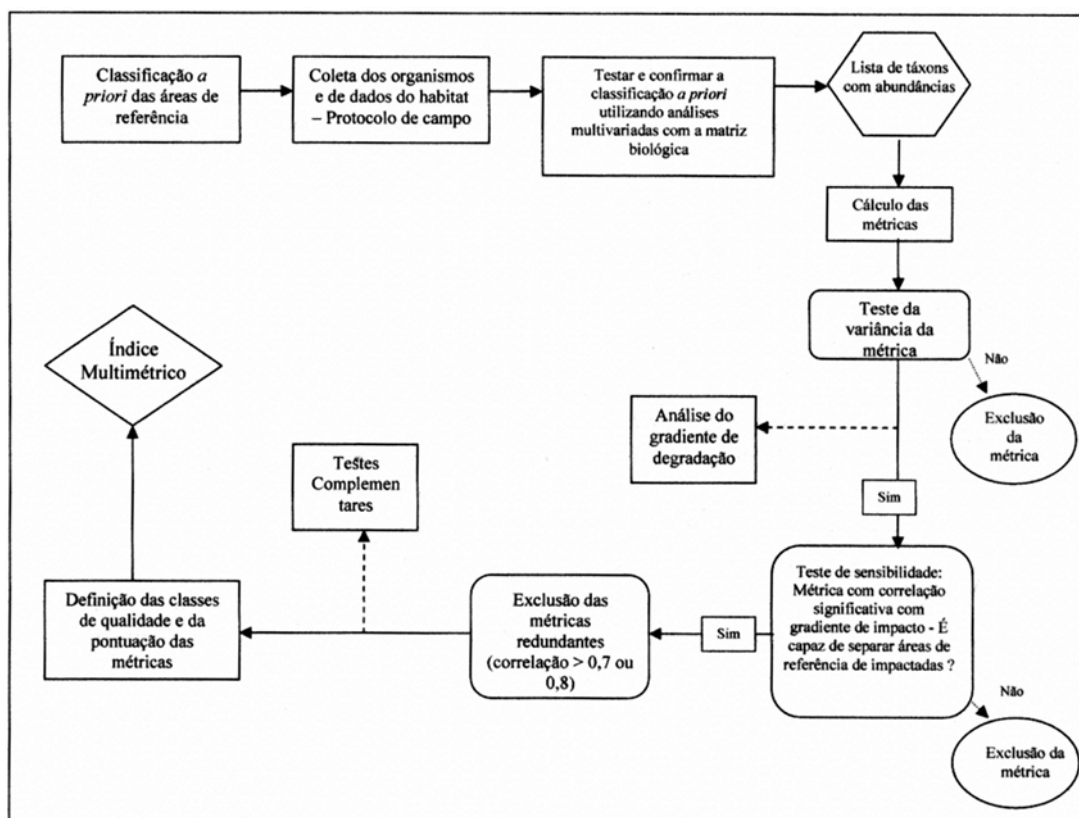 Classificação a
priori das áreas de
referência
Coleta dos organismos
e de dados do habitat
– Protocolo de campo
Testar e confirmar a
classificação a priori
utilizando análises
multivariadas com a matriz
biológica
Lista de táxons
com abundâncias
Cálculo das
métricas
Teste da
variância da
métrica
Não
Exclusão
da
métrica
Análise do
gradiente de
degradação
Sim
Teste de sensibilidade:
Métrica com correlação
significativa com
gradiente de impacto - É
capaz de separar áreas de
referência de impactadas ?
Não
Exclusão da
métrica
Sim
Exclusão das
métricas
redundantes
(correlação > 0,7 ou
0,8)
Testes
Complemen
tares
Definição das classes
de qualidade e da
pontuação das
métricas
Índice
Multimétrico